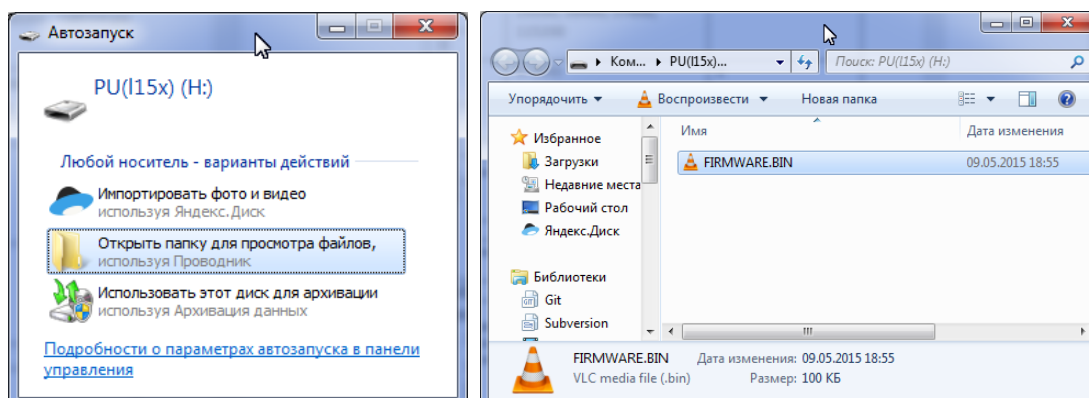 Автозапуск
PU(l15x) (H:)
Любой носитель - варианты действий
Импортировать фото и видео
используя Яндекс.Диск
Открыть папку для просмотра файлов,
используя Проводник
Использовать этот диск для архивации
используя Архивация данных
Подробности о параметрах автозапуска в панели
управления
Ком... PU(l15x)...
Поиск: PU(L15x) (H:)
Упорядочить Воспроизвести Новая папка
Избранное
Загрузки
Недавние места
Рабочий стол
Яндекс.Диск
Библиотеки
Git
Subversion
Имя Дата изменения
FIRMWARE.BIN 09.05.2015 18:55
FIRMWARE.BIN Дата изменения: 09.05.2015 18:55
VLC media file (.bin) Размер: 100 КБ